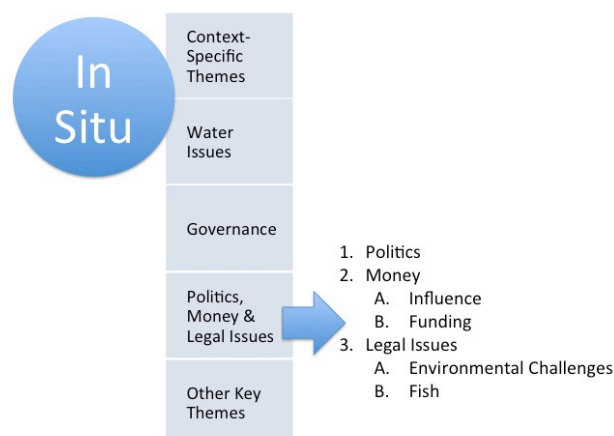 In
Situ
Context-
Specific
Themes
Water
Issues
Governance
Politics,
Money &
Legal Issues
Other Key
Themes
1. Politics
2. Money
A. Influence
B. Funding
3. Legal Issues
A. Environmental Challenges
B. Fish